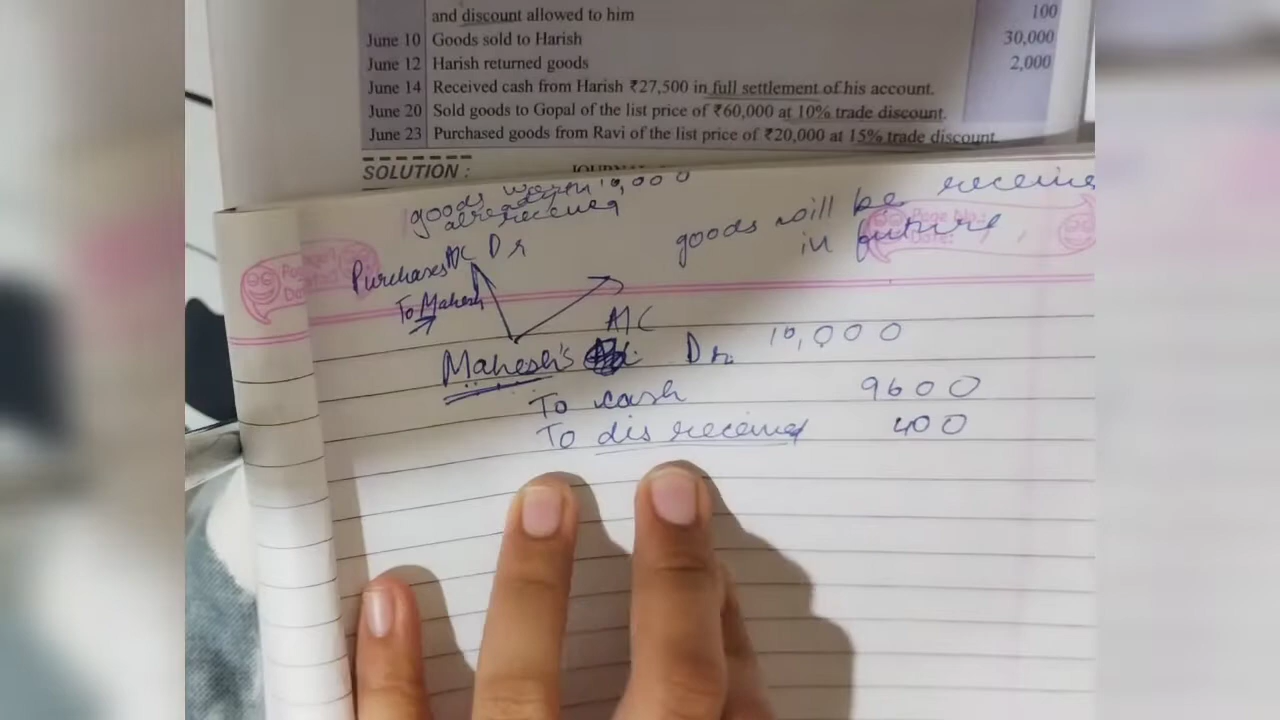 and discount allowed to him 100
June 10 Goods sold to Harish 30,000
June 12 Harish returned goods 2,000
June 14 Received cash from Harish ₹27,500 in full settlement of his account.
June 20 Sold goods to Gopal of the list price of ₹60,000 at 10% trade discount.
June 23 Purchased goods from Ravi of the list price of ₹20,000 at 15% trade discount.
SOLUTION :
goods worth 10,000
already received
goods will be receive
in future
Page No.:
Date:
Purchases A/C Dr
To Mahesh
A/C
Mahesh's Dr. 10,000
To cash 9600
To dis received 400